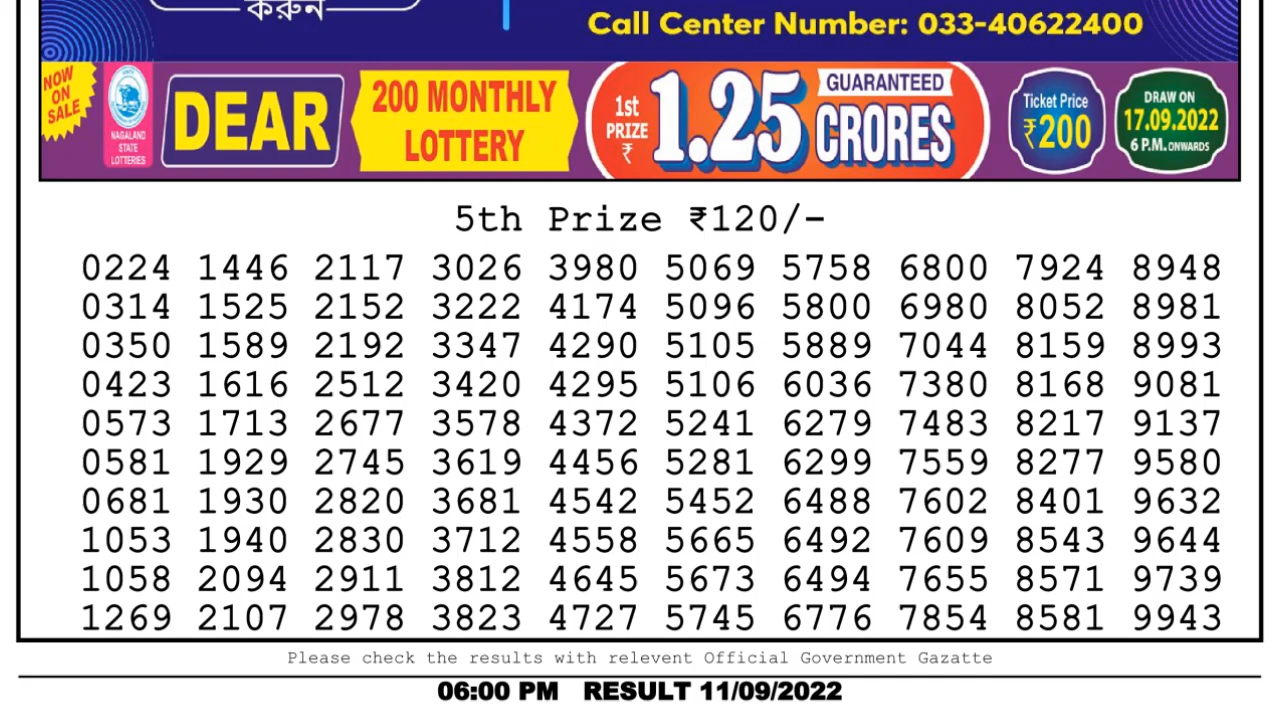 করুন
Call Center Number: 033-40622400
NOW
ON
SALE
NAGALAND
STATE
LOTTERIES
DEAR
200 MONTHLY
LOTTERY
1st
PRIZE
₹
1.25
GUARANTEED
CRORES
Ticket Price
₹200
DRAW ON
17.09.2022
6 P.M. ONWARDS
5th Prize ₹120/-
0224 1446 2117 3026 3980 5069 5758 6800 7924 8948
0314 1525 2152 3222 4174 5096 5800 6980 8052 8981
0350 1589 2192 3347 4290 5105 5889 7044 8159 8993
0423 1616 2512 3420 4295 5106 6036 7380 8168 9081
0573 1713 2677 3578 4372 5241 6279 7483 8217 9137
0581 1929 2745 3619 4456 5281 6299 7559 8277 9580
0681 1930 2820 3681 4542 5452 6488 7602 8401 9632
1053 1940 2830 3712 4558 5665 6492 7609 8543 9644
1058 2094 2911 3812 4645 5673 6494 7655 8571 9739
1269 2107 2978 3823 4727 5745 6776 7854 8581 9943
Please check the results with relevent Official Government Gazatte
06:00 PM RESULT 11/09/2022